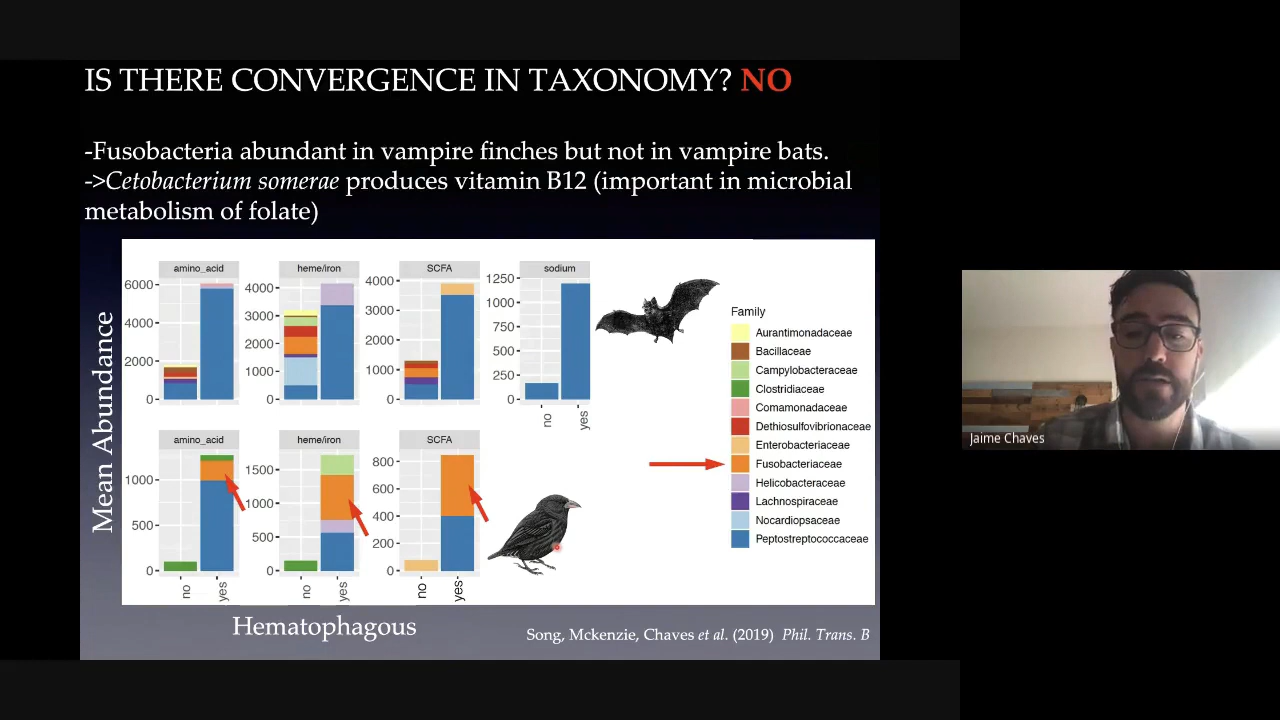 IS THERE CONVERGENCE IN TAXONOMY? NO
-Fusobacteria abundant in vampire finches but not in vampire bats.
->Cetobacterium somerae produces vitamin B12 (important in microbial
metabolism of folate)
Mean Abundance
amino_acid
6000
4000
2000
0
heme/iron
4000
3000
2000
1000
0
SCFA
4000
3000
2000
1000
0
sodium
1250
1000
750
500
250
0
no
yes
amino_acid
1000
500
0
no
yes
heme/iron
1500
1000
500
0
no
yes
SCFA
800
600
400
200
0
no
yes
Family
Aurantimonadaceae
Bacillaceae
Campylobacteraceae
Clostridiaceae
Comamonadaceae
Dethiosulfovibrionaceae
Enterobacteriaceae
Fusobacteriaceae
Helicobacteraceae
Lachnospiraceae
Nocardiopsaceae
Peptostreptococcaceae
Hematophagous
Song, Mckenzie, Chaves et al. (2019) Phil. Trans. B
Jaime Chaves